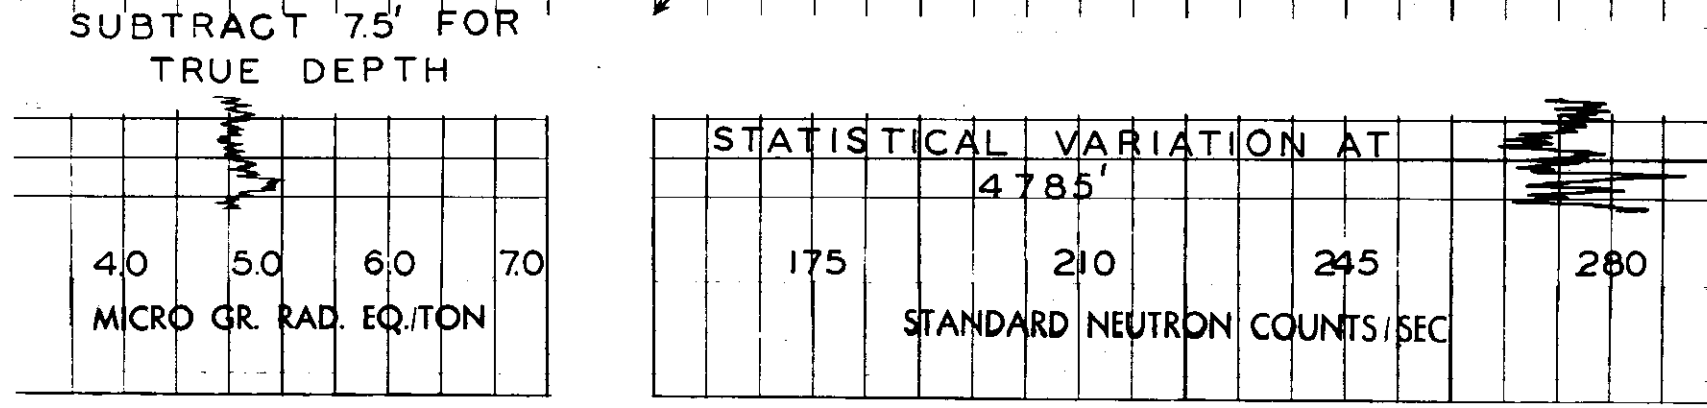 SUBTRACT 7.5' FOR
TRUE DEPTH
STATISTICAL VARIATION AT
4785'
4.0 5.0 6.0 7.0
175 210 245 280
MICRO GR. RAD. EQ./TON
STANDARD NEUTRON COUNTS/SEC